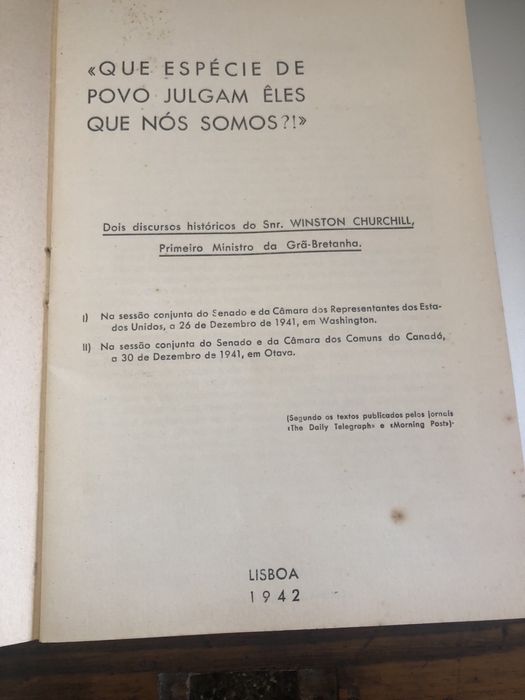 «QUE ESPÉCIE DE
POVO JULGAM ÊLES
QUE NÓS SOMOS?!»
Dois discursos históricos do Snr. WINSTON CHURCHILL,
Primeiro Ministro da Grã-Bretanha.
I) Na sessão conjunta do Senado e da Câmara dos Representantes dos Esta-
dos Unidos, a 26 de Dezembro de 1941, em Washington.
II) Na sessão conjunta do Senado e da Câmara dos Comuns do Canadá,
a 30 de Dezembro de 1941, em Otava.
(Segundo os textos publicados pelos jornais
«The Daily Telegraph» e «Morning Post»)-
LISBOA
1942